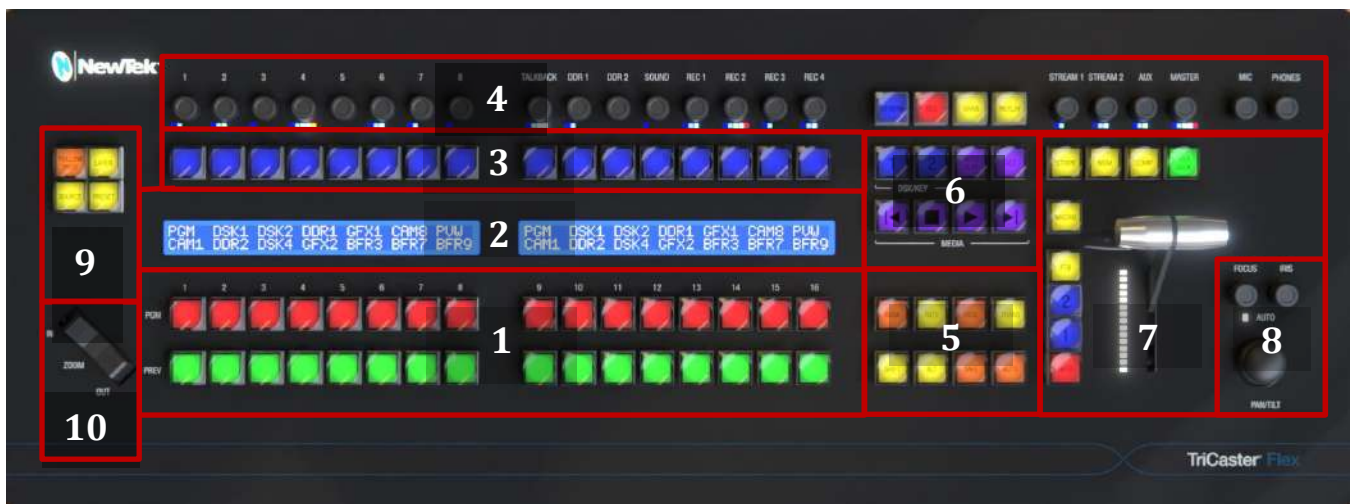 NewTek
1 2 3 4 5 6 7 8 TALKBACK DDR 1 DDR 2 SOUND REC 1 REC 2 REC 3 REC 4 STREAM 1 STREAM 2 AUX MASTER MIC PHONES
4
3
6
DSK/KEY
MEDIA
PGM DSK1 DSK2 DDR1 GFX1 CAM8 PVW
CAM1 DDR2 DSK4 GFX2 BFR3 BFR7 BFR9
2
PGM DSK1 DSK2 DDR1 GFX1 CAM8 PVW
CAM1 DDR2 DSK4 GFX2 BFR3 BFR7 BFR9
9
1 2 3 4 5 6 7 8 9 10 11 12 13 14 15 16
PGM
1
PREV
5
2
1
7
FOCUS IRIS
AUTO
8
PAN/TILT
IN
ZOOM
OUT
10
TriCaster Flex